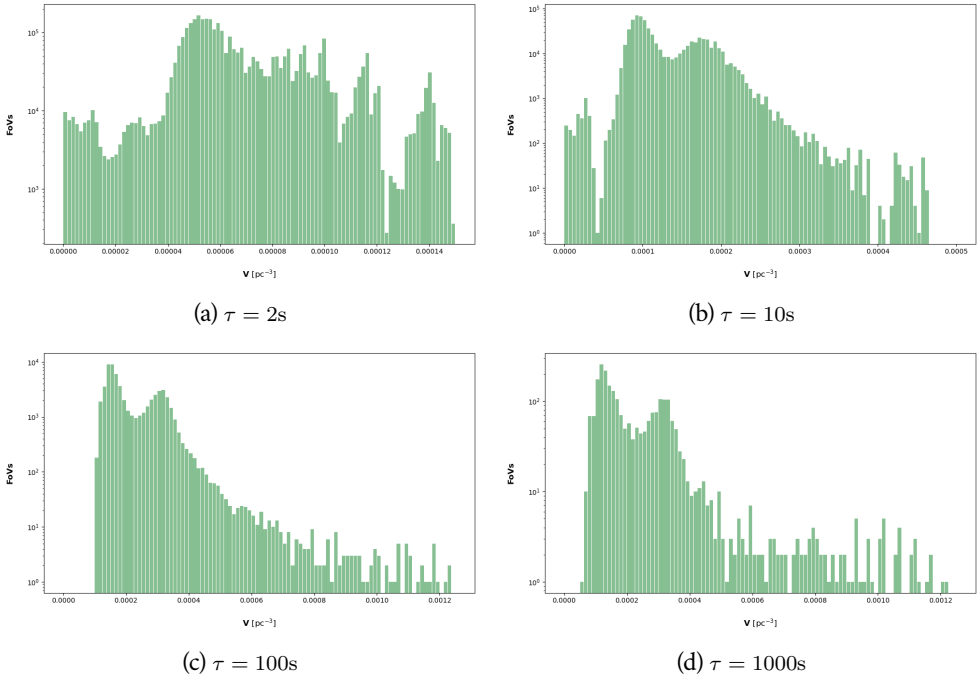 10⁵
10⁴
10³
FoVs
0.00000 0.00002 0.00004 0.00006 0.00008 0.00010 0.00012 0.00014
V [pc⁻³]
(a) τ = 2s
10⁵
10⁴
10³
10²
10¹
10⁰
FoVs
0.0000 0.0001 0.0002 0.0003 0.0004 0.0005
V [pc⁻³]
(b) τ = 10s
10⁴
10³
10²
10¹
10⁰
FoVs
0.0000 0.0002 0.0004 0.0006 0.0008 0.0010 0.0012
V [pc⁻³]
(c) τ = 100s
10²
10¹
10⁰
FoVs
0.0000 0.0002 0.0004 0.0006 0.0008 0.0010 0.0012
V [pc⁻³]
(d) τ = 1000s